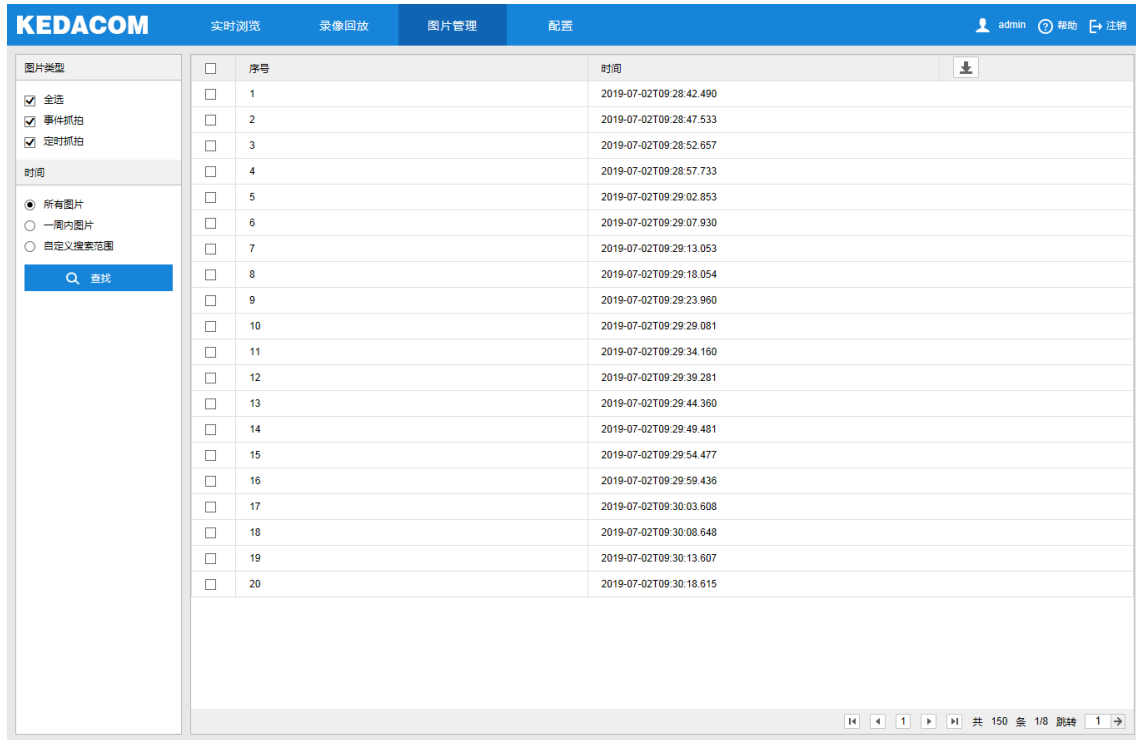 KEDACOM 实时浏览 录像回放 图片管理 配置 admin 帮助 注销
图片类型
全选
事件抓拍
定时抓拍
时间
所有图片
一周内图片
自定义搜索范围
查找
序号 时间
1 2019-07-02T09:28:42.490
2 2019-07-02T09:28:47.533
3 2019-07-02T09:28:52.657
4 2019-07-02T09:28:57.733
5 2019-07-02T09:29:02.853
6 2019-07-02T09:29:07.930
7 2019-07-02T09:29:13.053
8 2019-07-02T09:29:18.054
9 2019-07-02T09:29:23.960
10 2019-07-02T09:29:29.081
11 2019-07-02T09:29:34.160
12 2019-07-02T09:29:39.281
13 2019-07-02T09:29:44.360
14 2019-07-02T09:29:49.481
15 2019-07-02T09:29:54.477
16 2019-07-02T09:29:59.436
17 2019-07-02T09:30:03.608
18 2019-07-02T09:30:08.648
19 2019-07-02T09:30:13.607
20 2019-07-02T09:30:18.615
1 共 150 条 1/8 跳转 1